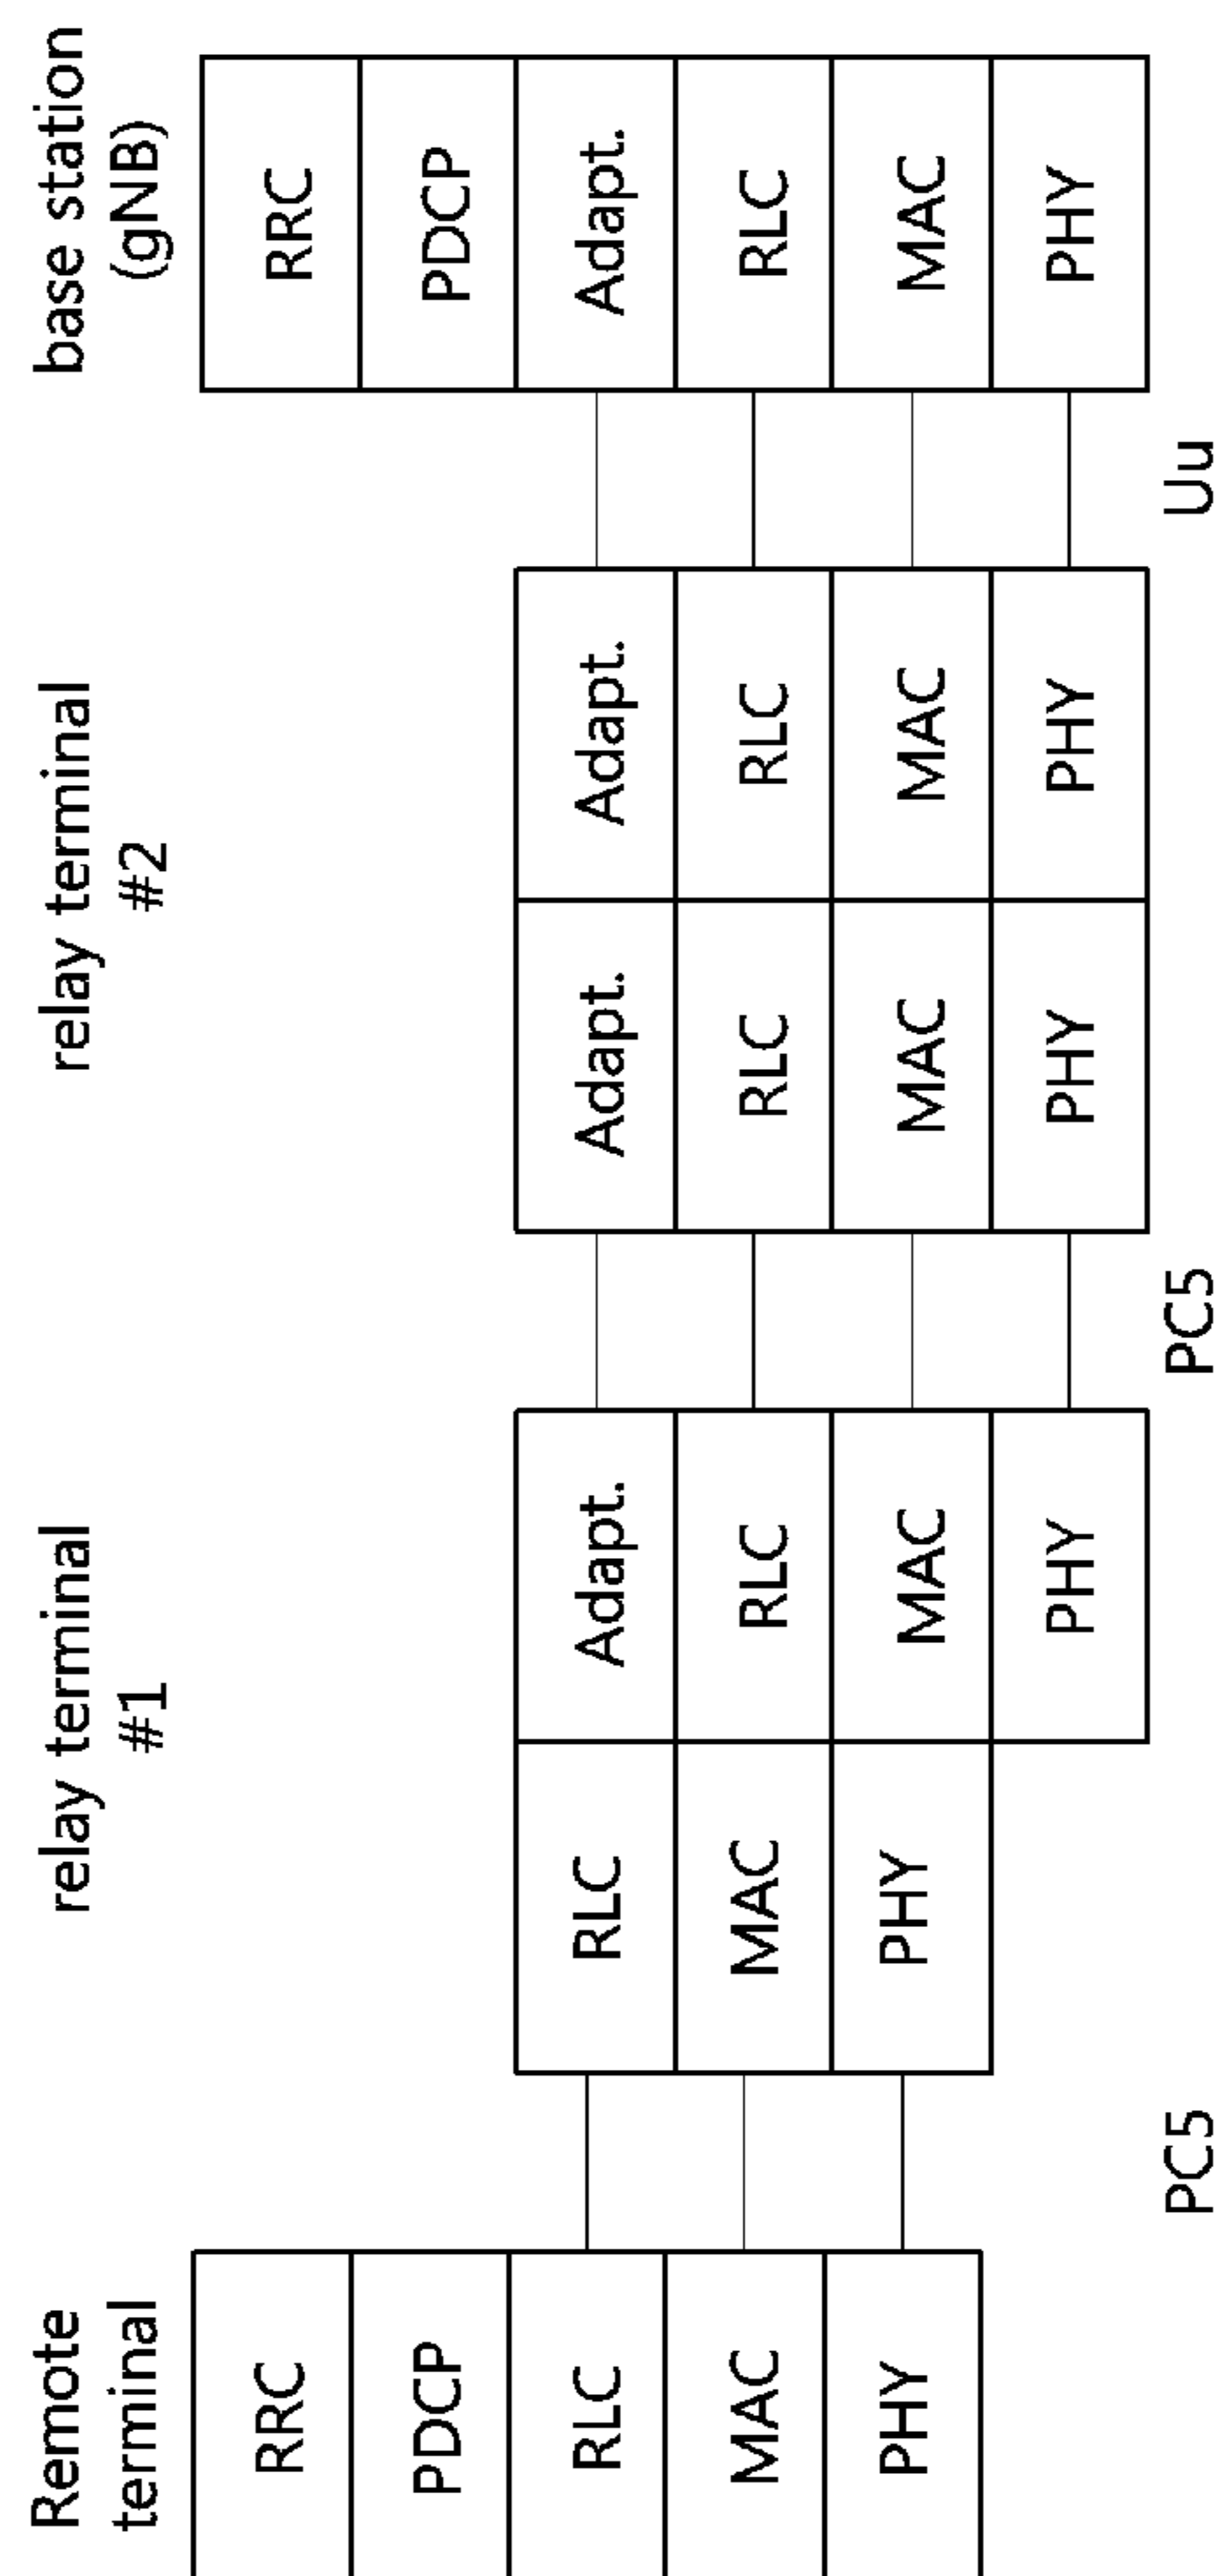 Remote
terminal
RRC
PDCP
RLC
MAC
PHY
PC5
relay terminal
#1
RLC
MAC
PHY
Adapt.
RLC
MAC
PHY
PC5
relay terminal
#2
Adapt.
RLC
MAC
PHY
Adapt.
RLC
MAC
PHY
Uu
base station
(gNB)
RRC
PDCP
Adapt.
RLC
MAC
PHY